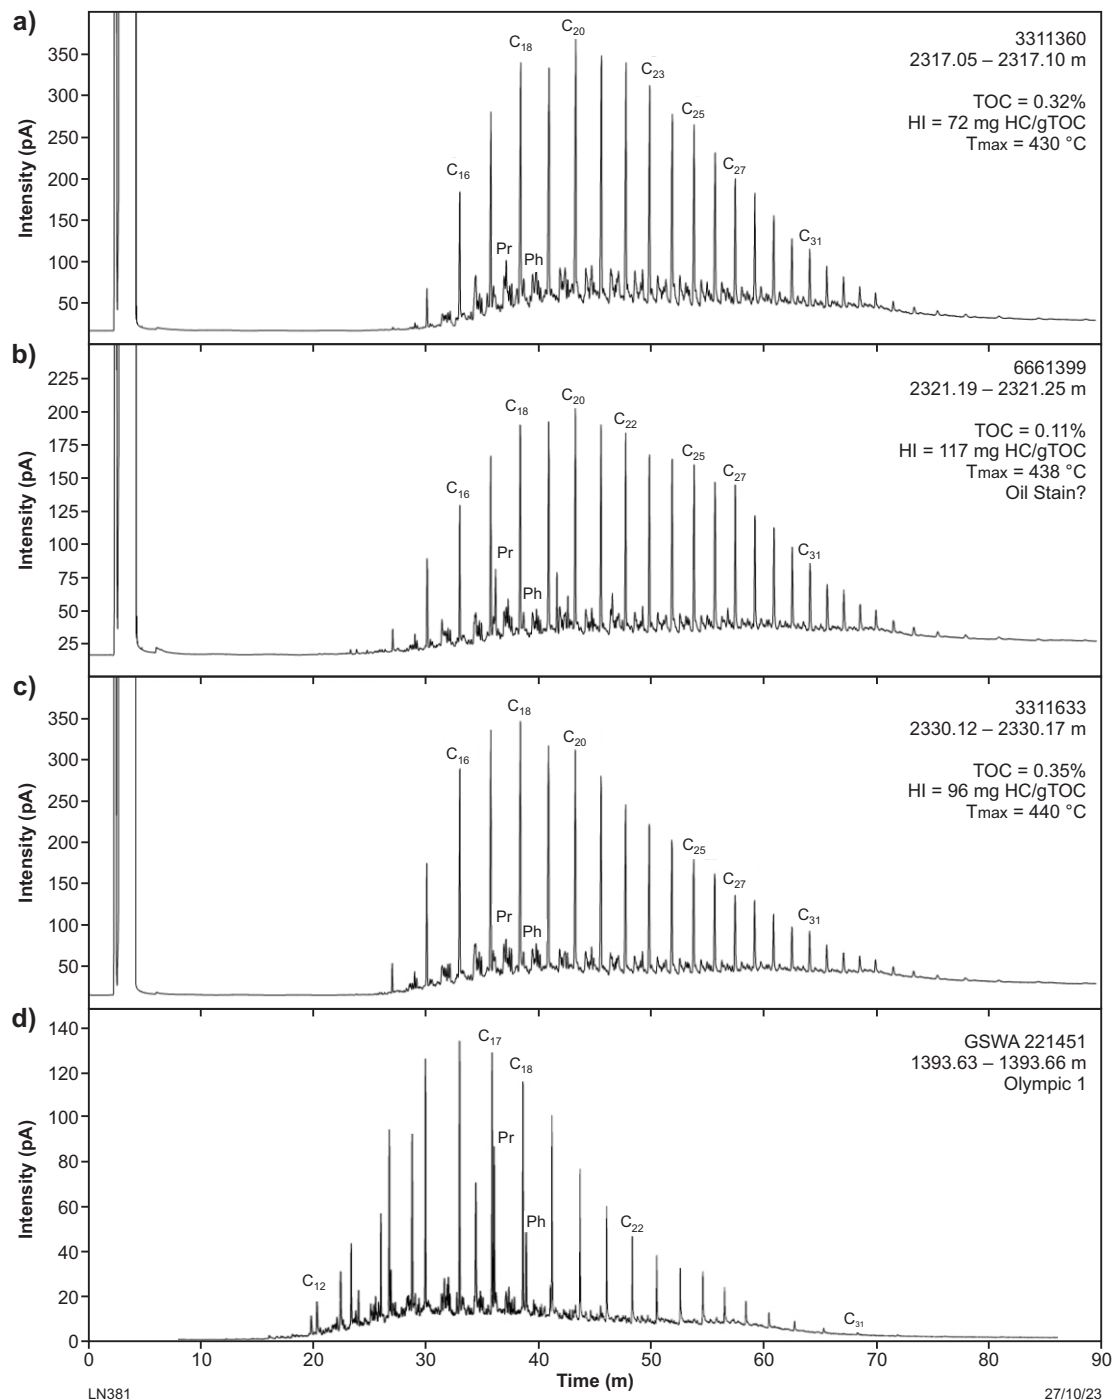 a)
Intensity (pA)
350
300
250
200
150
100
50
C₁₆
C₁₈
C₂₀
C₂₃
C₂₅
C₂₇
C₃₁
Pr
Ph
3311360
2317.05 – 2317.10 m
TOC = 0.32%
HI = 72 mg HC/gTOC
Tmax = 430 °C
b)
Intensity (pA)
225
200
175
150
125
100
75
50
25
C₁₆
C₁₈
C₂₀
C₂₂
C₂₅
C₂₇
C₃₁
Pr
Ph
6661399
2321.19 – 2321.25 m
TOC = 0.11%
HI = 117 mg HC/gTOC
Tmax = 438 °C
Oil Stain?
c)
Intensity (pA)
350
300
250
200
150
100
50
C₁₆
C₁₈
C₂₀
C₂₅
C₂₇
C₃₁
Pr
Ph
3311633
2330.12 – 2330.17 m
TOC = 0.35%
HI = 96 mg HC/gTOC
Tmax = 440 °C
d)
Intensity (pA)
140
120
100
80
60
40
20
0
C₁₂
C₁₇
C₁₈
Pr
Ph
C₂₂
C₃₁
GSWA 221451
1393.63 – 1393.66 m
Olympic 1
0 10 20 30 40 50 60 70 80 90
Time (m)
LN381
27/10/23